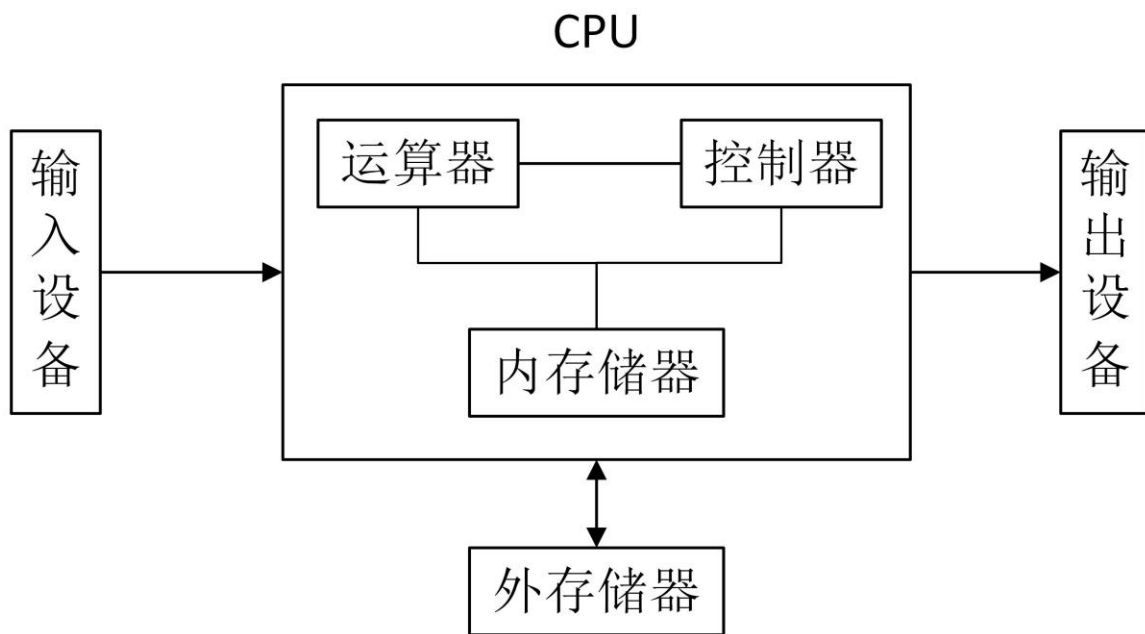 CPU
运算器
控制器
输入设备
输出设备
内存储器
外存储器